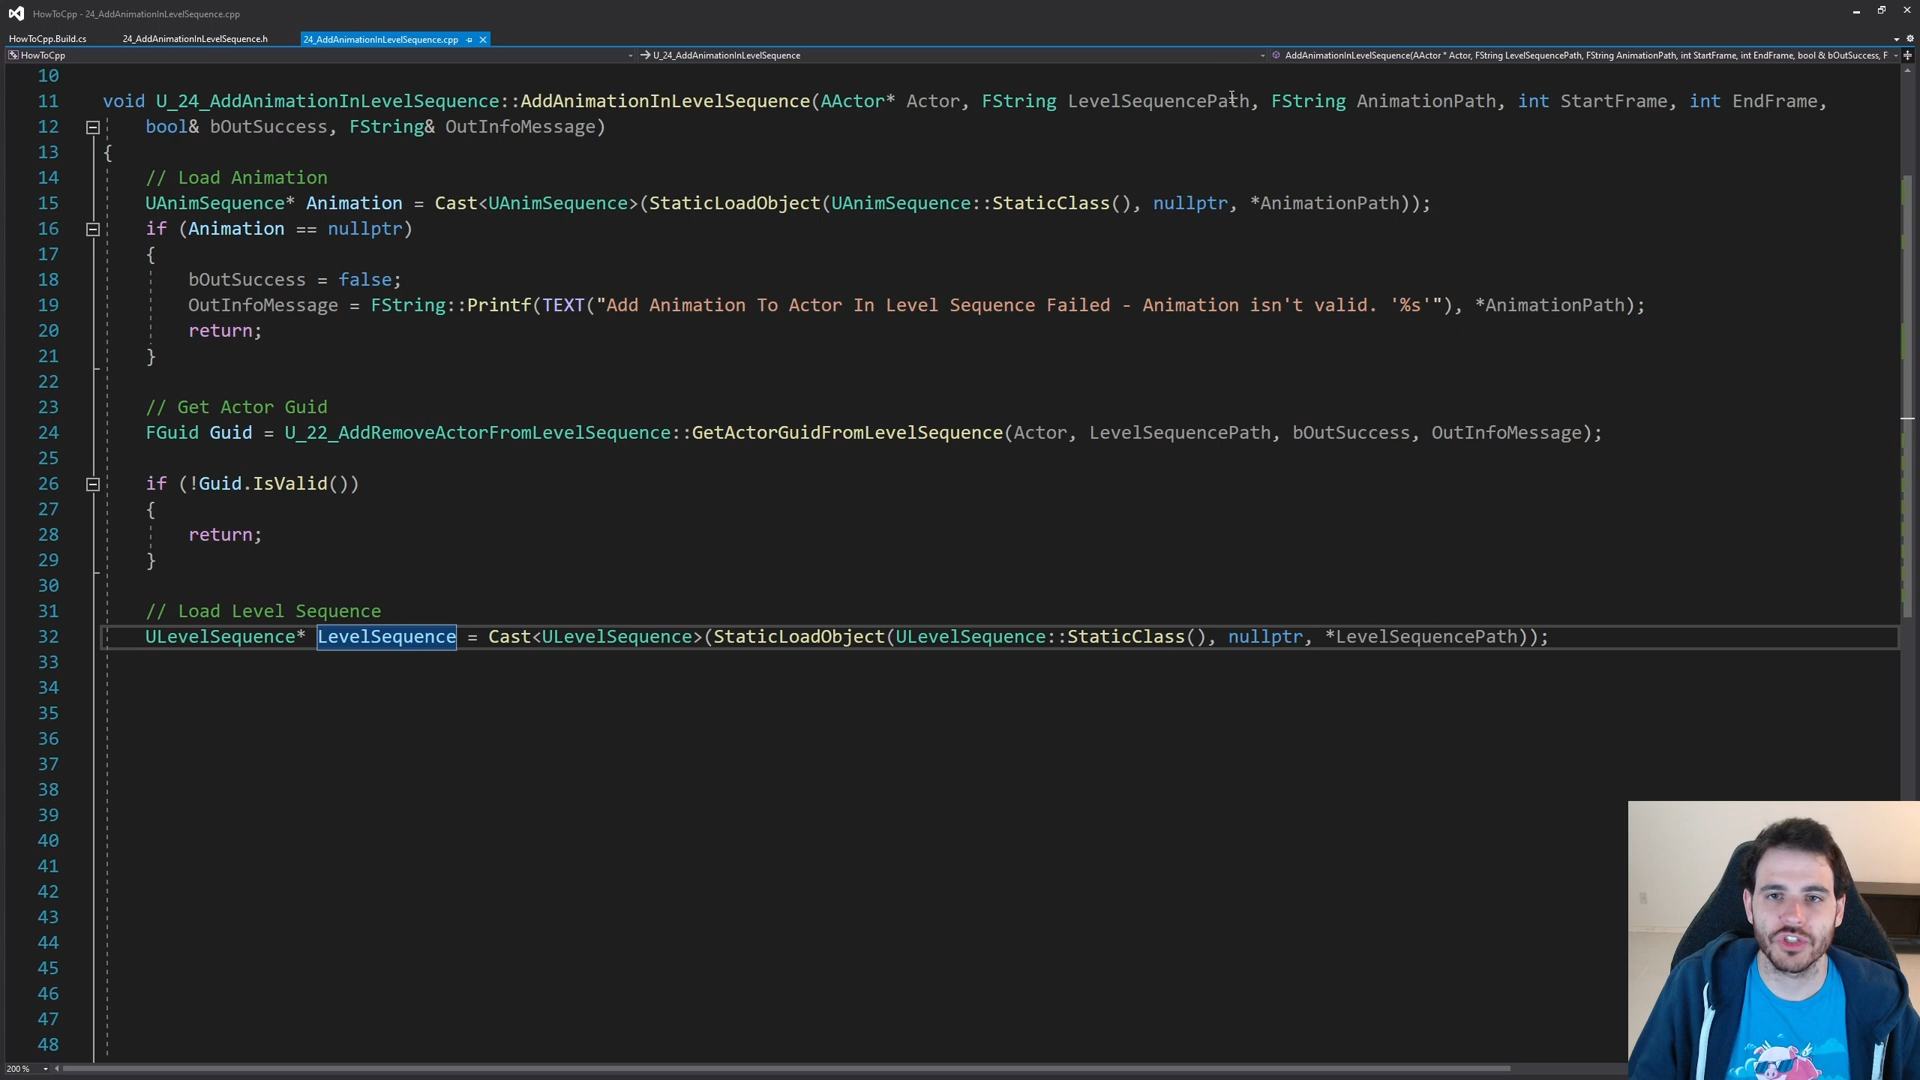 HowToCpp - 24_AddAnimationInLevelSequence.cpp
HowToCpp.Build.cs 24_AddAnimationInLevelSequence.h 24_AddAnimationInLevelSequence.cpp
HowToCpp U_24_AddAnimationInLevelSequence AddAnimationInLevelSequence(AActor * Actor, FString LevelSequencePath, FString AnimationPath, int StartFrame, int EndFrame, bool & bOutSuccess, F
10
11 void U_24_AddAnimationInLevelSequence::AddAnimationInLevelSequence(AActor* Actor, FString LevelSequencePath, FString AnimationPath, int StartFrame, int EndFrame,
12 bool& bOutSuccess, FString& OutInfoMessage)
13 {
14 // Load Animation
15 UAnimSequence* Animation = Cast<UAnimSequence>(StaticLoadObject(UAnimSequence::StaticClass(), nullptr, *AnimationPath));
16 if (Animation == nullptr)
17 {
18 bOutSuccess = false;
19 OutInfoMessage = FString::Printf(TEXT("Add Animation To Actor In Level Sequence Failed - Animation isn't valid. '%s'"), *AnimationPath);
20 return;
21 }
22
23 // Get Actor Guid
24 FGuid Guid = U_22_AddRemoveActorFromLevelSequence::GetActorGuidFromLevelSequence(Actor, LevelSequencePath, bOutSuccess, OutInfoMessage);
25
26 if (!Guid.IsValid())
27 {
28 return;
29 }
30
31 // Load Level Sequence
32 ULevelSequence* LevelSequence = Cast<ULevelSequence>(StaticLoadObject(ULevelSequence::StaticClass(), nullptr, *LevelSequencePath));
33
34
35
36
37
38
39
40
41
42
43
44
45
46
47
48
200 %